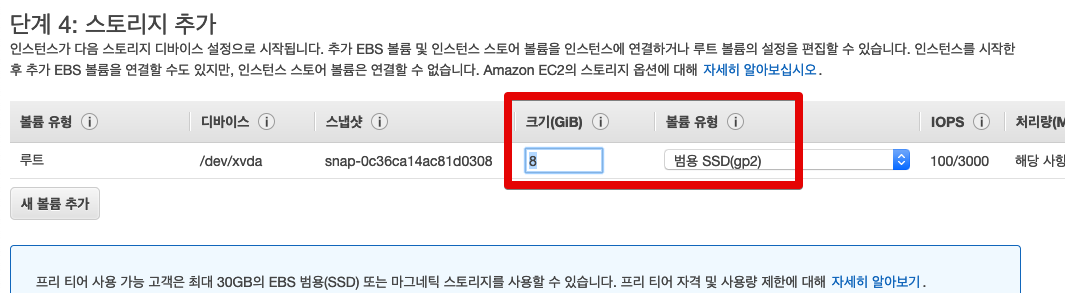 단계 4: 스토리지 추가
인스턴스가 다음 스토리지 디바이스 설정으로 시작됩니다. 추가 EBS 볼륨 및 인스턴스 스토어 볼륨을 인스턴스에 연결하거나 루트 볼륨의 설정을 편집할 수 있습니다. 인스턴스를 시작한
후 추가 EBS 볼륨을 연결할 수도 있지만, 인스턴스 스토어 볼륨은 연결할 수 없습니다. Amazon EC2의 스토리지 옵션에 대해 자세히 알아보십시오.
볼륨 유형 i 디바이스 i 스냅샷 i 크기(GiB) i 볼륨 유형 i IOPS i 처리량(M
루트 /dev/xvda snap-0c36ca14ac81d0308 8 범용 SSD(gp2) 100/3000 해당 사항
새 볼륨 추가
프리 티어 사용 가능 고객은 최대 30GB의 EBS 범용(SSD) 또는 마그네틱 스토리지를 사용할 수 있습니다. 프리 티어 자격 및 사용량 제한에 대해 자세히 알아보기.